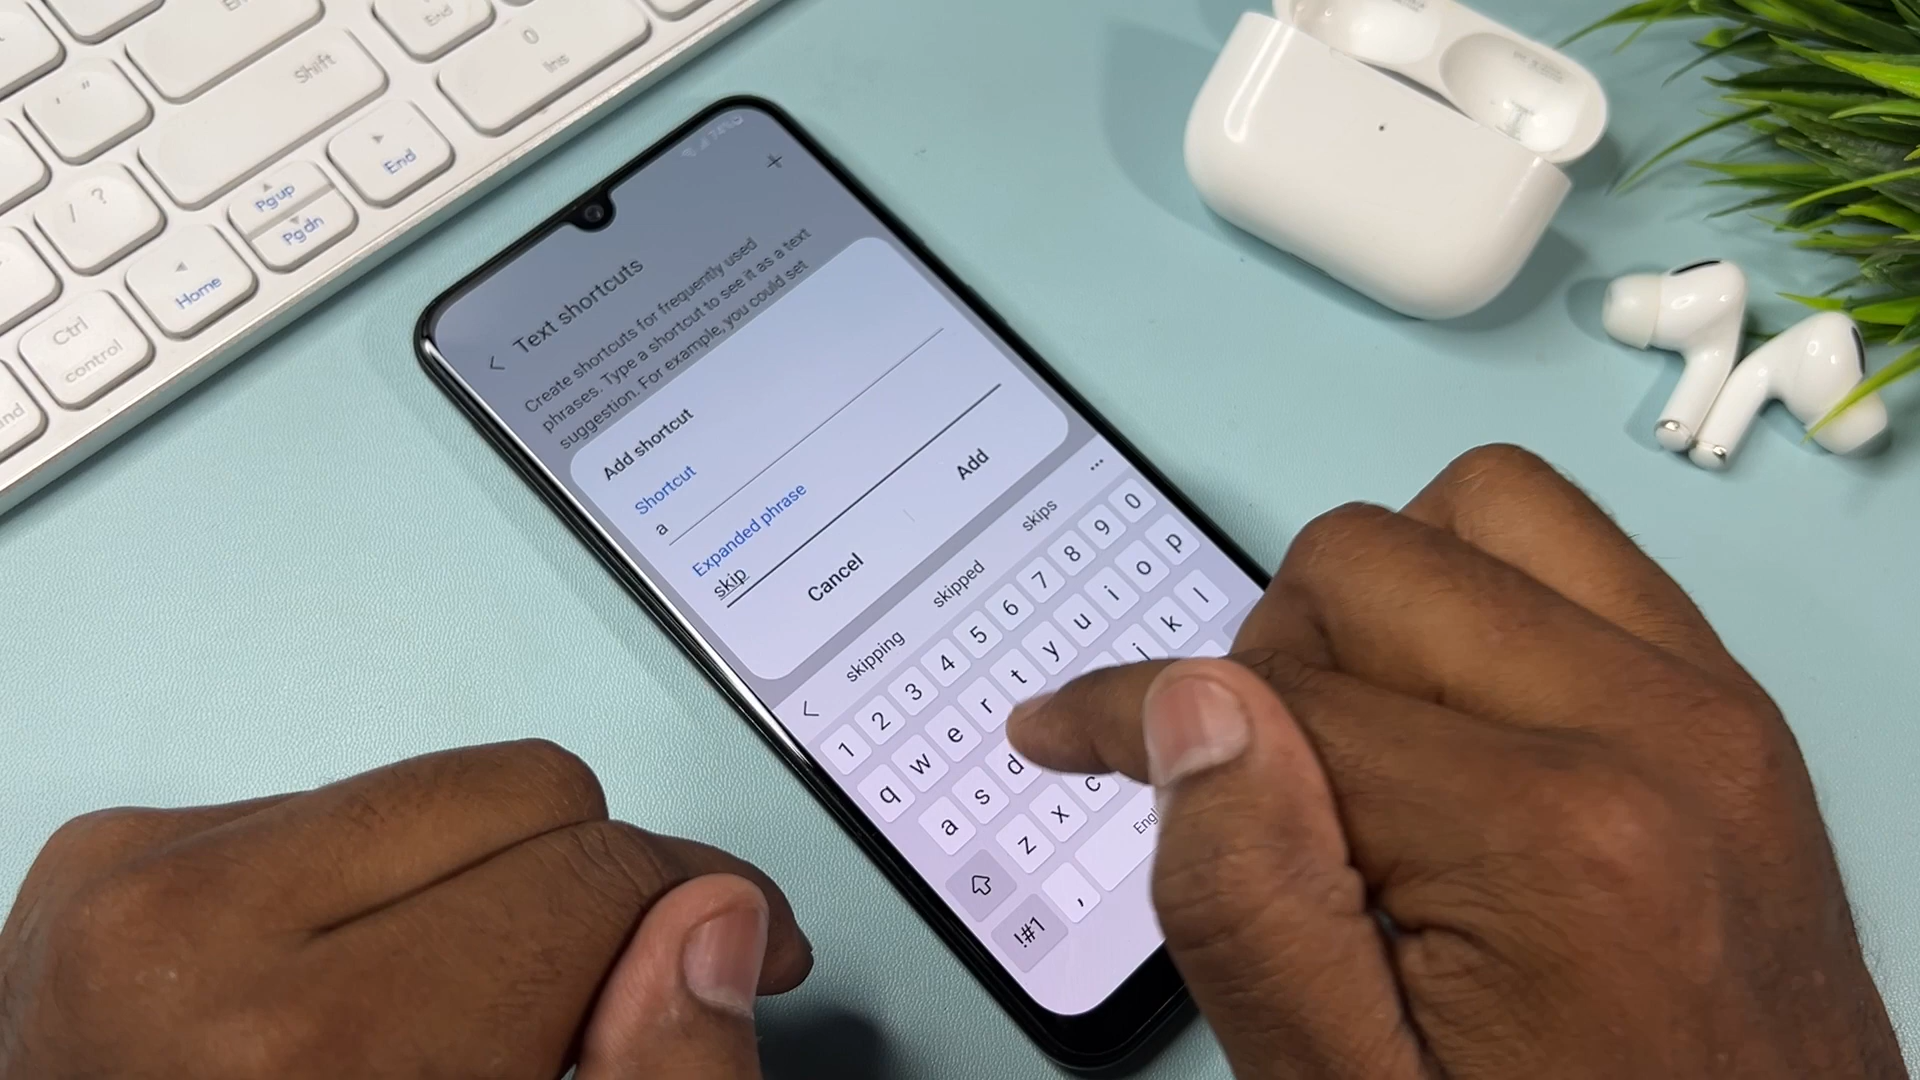 Shift
End
0
Ins
End
Pgup
Pgdn
Home
Ctrl
control
/ ?
Text shortcuts
Create shortcuts for frequently used
phrases. Type a shortcut to see it as a text
suggestion. For example, you could set
Add shortcut
Shortcut
a
Expanded phrase
skip
Cancel
Add
skipping
skipped
skips
1 2 3 4 5 6 7 8 9 0
q w e r t y u i o p
a s d j k l
z x c
!#1 ,